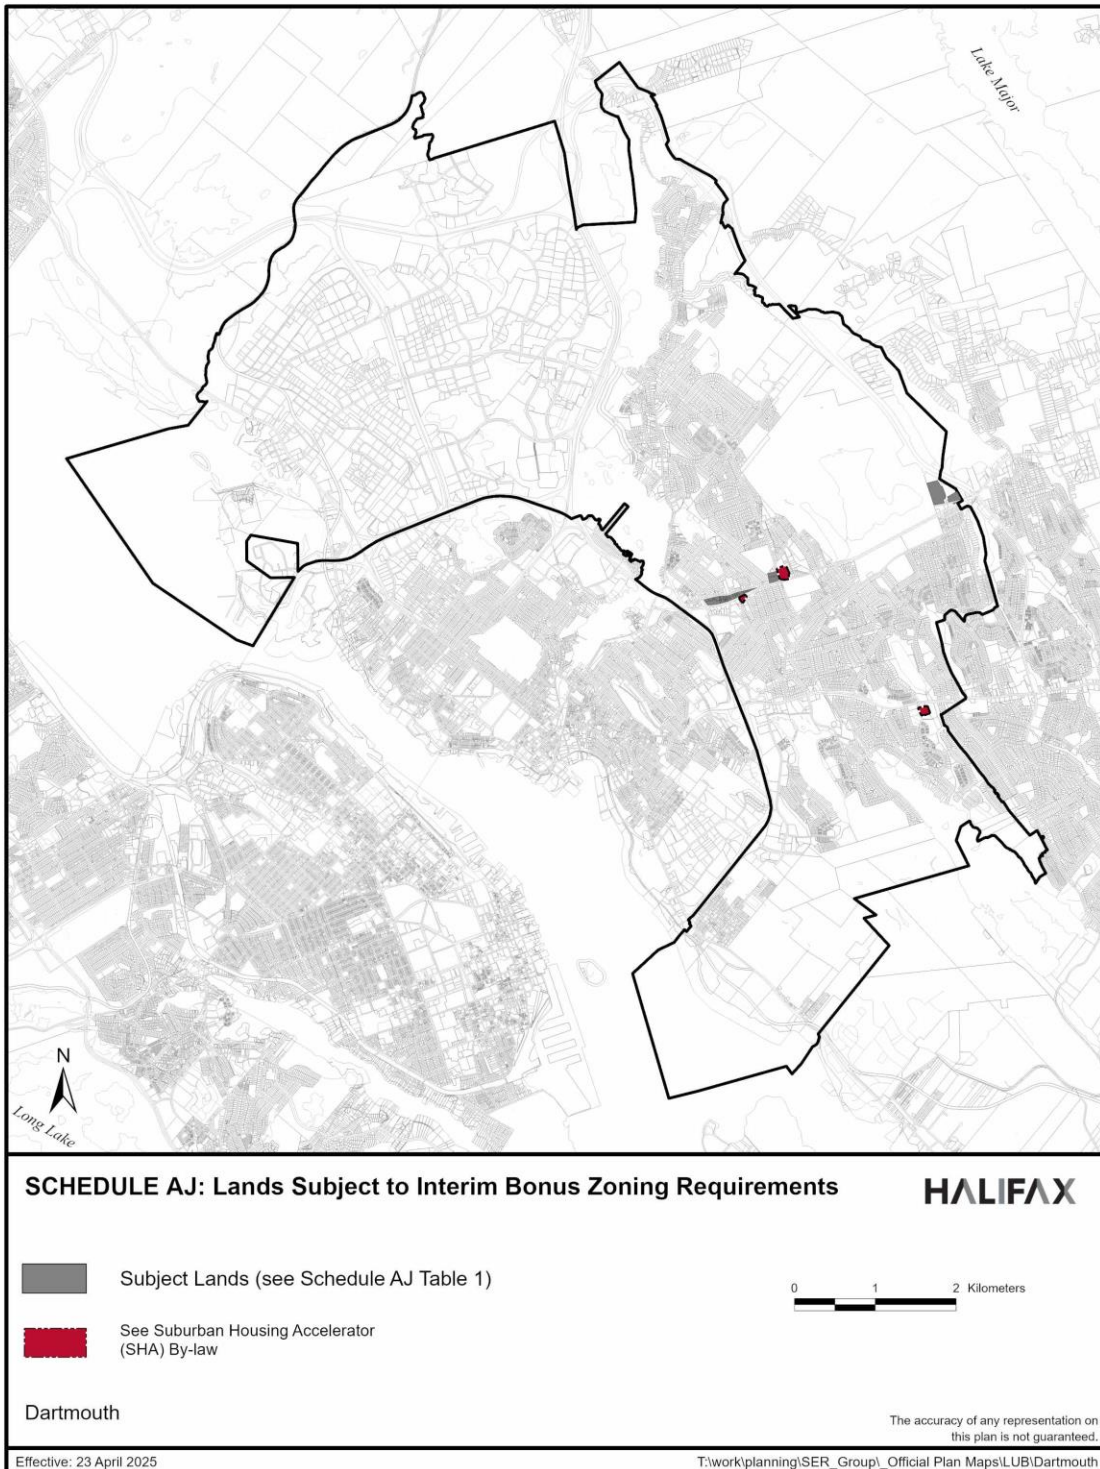 Lake Major
N
Long Lake
SCHEDULE AJ: Lands Subject to Interim Bonus Zoning Requirements
HALIFAX
Subject Lands (see Schedule AJ Table 1)
0 1 2 Kilometers
See Suburban Housing Accelerator
(SHA) By-law
Dartmouth
The accuracy of any representation on
this plan is not guaranteed.
Effective: 23 April 2025
T:\work\planning\SER_Group\_Official Plan Maps\LUB\Dartmouth